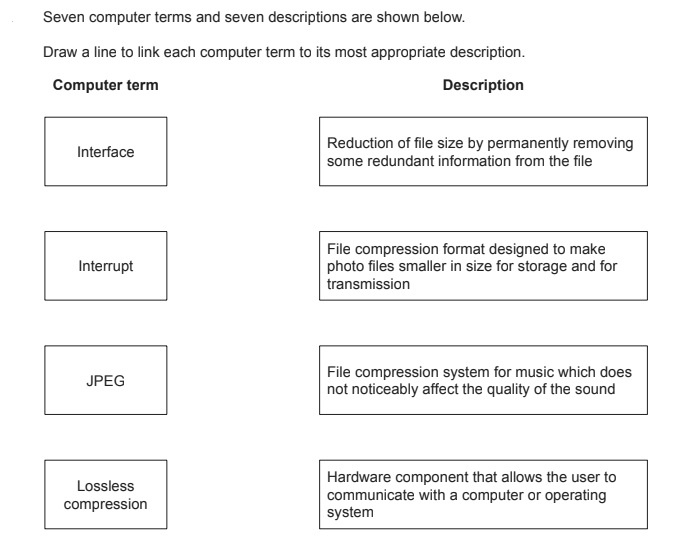 Seven computer terms and seven descriptions are shown below.
Draw a line to link each computer term to its most appropriate description.
Computer term
Description
Interface
Reduction of file size by permanently removing
some redundant information from the file
Interrupt
File compression format designed to make
photo files smaller in size for storage and for
transmission
JPEG
File compression system for music which does
not noticeably affect the quality of the sound
Lossless
compression
Hardware component that allows the user to
communicate with a computer or operating
system